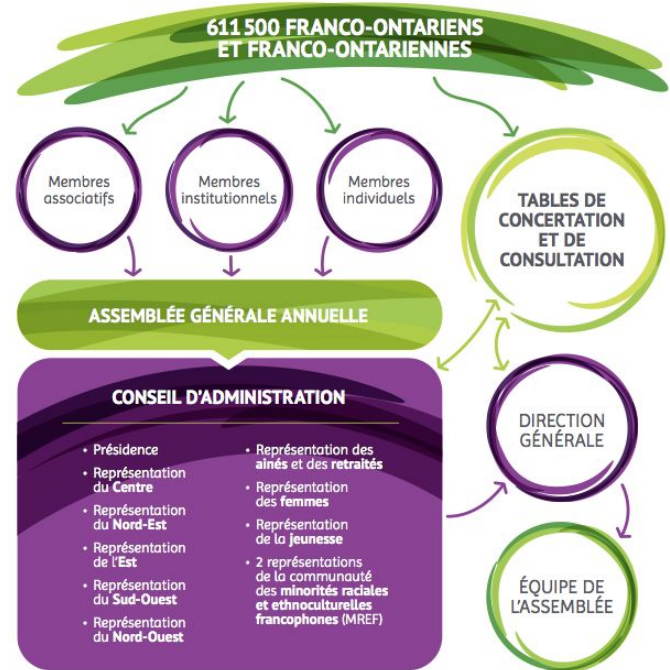 611 500 FRANCO-ONTARIENS
ET FRANCO-ONTARIENNES
Membres
associatifs
Membres
institutionnels
Membres
individuels
TABLES DE
CONCERTATION
ET DE
CONSULTATION
ASSEMBLÉE GÉNÉRALE ANNUELLE
CONSEIL D'ADMINISTRATION
• Présidence
• Représentation
du Centre
• Représentation
du Nord-Est
• Représentation
de l'Est
• Représentation
du Sud-Ouest
• Représentation
du Nord-Ouest
• Représentation des
ainés et des retraités
• Représentation
des femmes
• Représentation
de la jeunesse
• 2 représentations
de la communauté
des minorités raciales
et ethnoculturelles
francophones (MREF)
DIRECTION
GÉNÉRALE
ÉQUIPE DE
L'ASSEMBLÉE